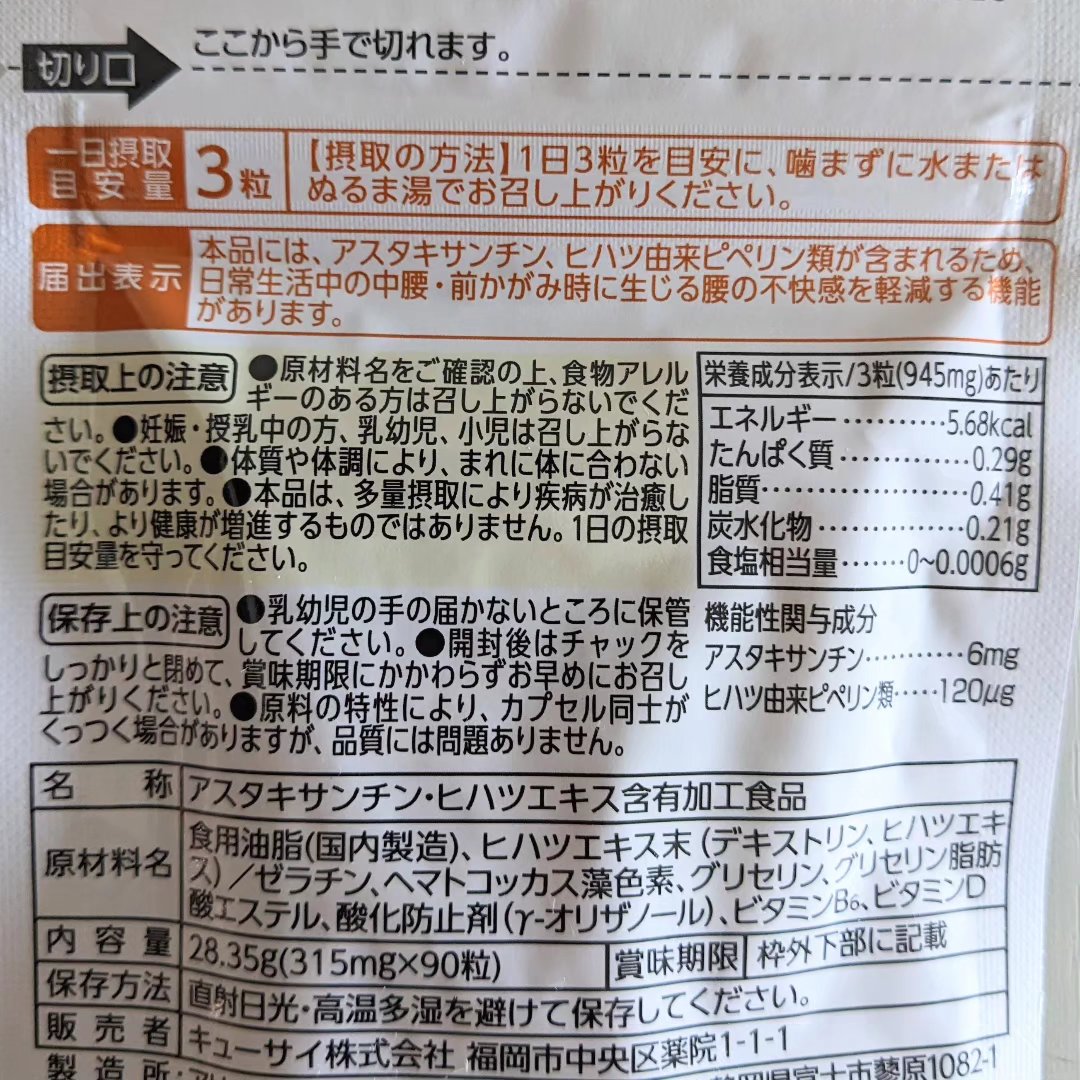 ここから手で切れます。
切り口
一日摂取
目安量
3粒
【摂取の方法】1日3粒を目安に、噛まずに水または
ぬるま湯でお召し上がりください。
届出表示
本品には、アスタキサンチン、ヒハツ由来ピペリン類が含まれるため、
日常生活中の中腰・前かがみ時に生じる腰の不快感を軽減する機能
があります。
摂取上の注意
●原材料名をご確認の上、食物アレル
ギーのある方は召し上がらないでくだ
さい。●妊娠・授乳中の方、乳幼児、小児は召し上がらな
いでください。●体質や体調により、まれに体に合わない
場合があります。●本品は、多量摂取により疾病が治癒し
たり、より健康が増進するものではありません。1日の摂取
目安量を守ってください。
栄養成分表示/3粒(945mg)あたり
エネルギー‥‥‥‥‥5.68kcal
たんぱく質‥‥‥‥‥‥0.29g
脂質‥‥‥‥‥‥‥‥‥0.41g
炭水化物‥‥‥‥‥‥‥0.21g
食塩相当量‥‥‥0~0.0006g
保存上の注意
●乳幼児の手の届かないところに保管
してください。●開封後はチャックを
しっかりと閉めて、賞味期限にかかわらずお早めにお召し
上がりください。●原料の特性により、カプセル同士が
くっつく場合がありますが、品質には問題ありません。
機能性関与成分
アスタキサンチン‥‥‥‥6mg
ヒハツ由来ピペリン類‥‥120μg
名称 アスタキサンチン・ヒハツエキス含有加工食品
原材料名
食用油脂(国内製造)、ヒハツエキス末(デキストリン、ヒハツエキ
ス)/ゼラチン、ヘマトコッカス藻色素、グリセリン、グリセリン脂肪
酸エステル、酸化防止剤(γ-オリザノール)、ビタミンB₆、ビタミンD
内容量 28.35g(315mg×90粒) 賞味期限 枠外下部に記載
保存方法 直射日光・高温多湿を避けて保存してください。
販売者 キューサイ株式会社 福岡市中央区薬院1-1-1
製造所
富士市蓼原1082-1